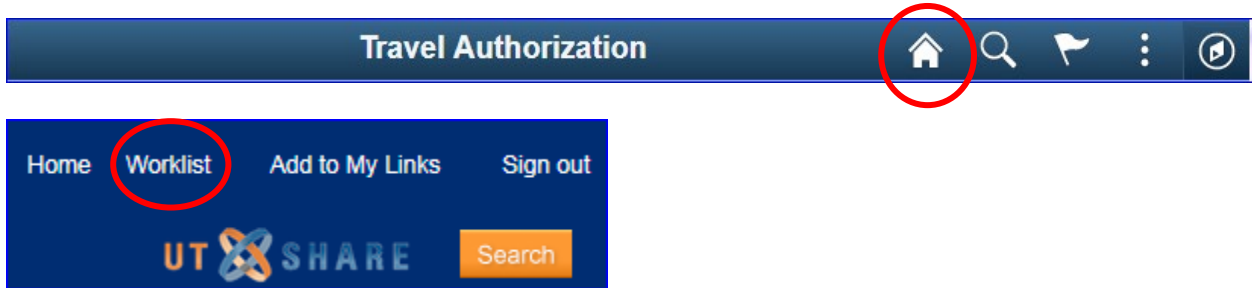 Travel Authorization
Home Worklist Add to My Links Sign out
UT SHARE Search